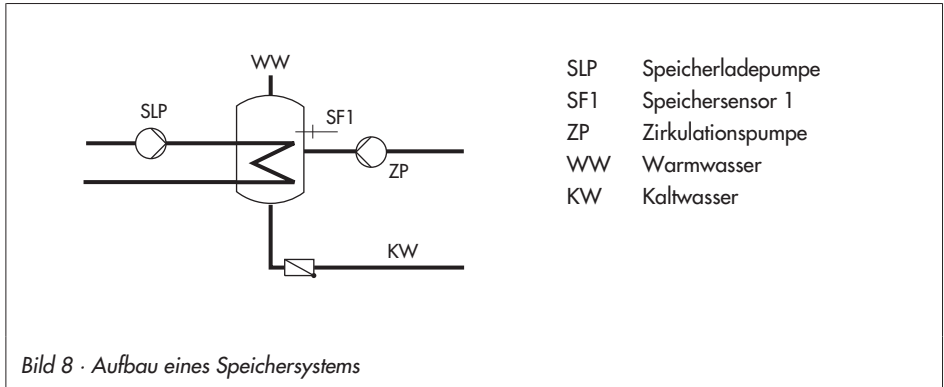 WW
SLP
SF1
ZP
KW
SLP Speicherladepumpe
SF1 Speichersensor 1
ZP Zirkulationspumpe
WW Warmwasser
KW Kaltwasser
Bild 8 · Aufbau eines Speichersystems